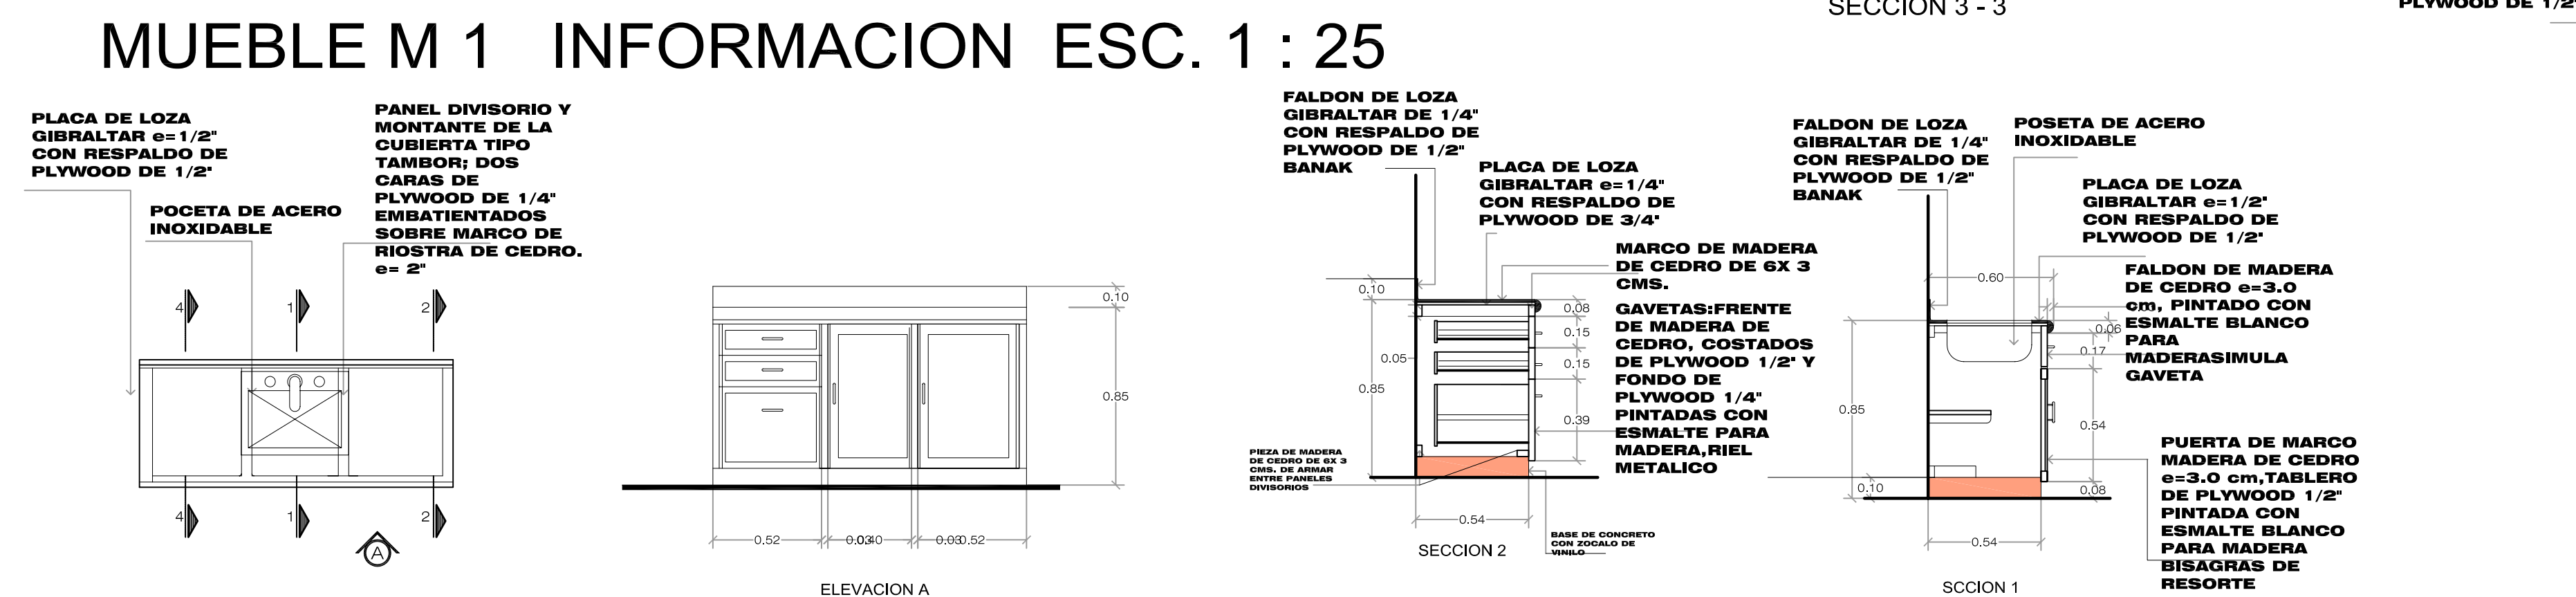 SECCION 3 - 3
PLYWOOD DE 1/2"
MUEBLE M 1 INFORMACION ESC. 1 : 25
PLACA DE LOZA
GIBRALTAR e=1/2"
CON RESPALDO DE
PLYWOOD DE 1/2"
POCETA DE ACERO
INOXIDABLE
PANEL DIVISORIO Y
MONTANTE DE LA
CUBIERTA TIPO
TAMBOR; DOS
CARAS DE
PLYWOOD DE 1/4"
EMBATIENTADOS
SOBRE MARCO DE
RIOSTRA DE CEDRO.
e= 2"
4
1
2
4
1
2
A
0.10
0.85
0.52
0.03
0.40
0.03
0.52
ELEVACION A
FALDON DE LOZA
GIBRALTAR DE 1/4"
CON RESPALDO DE
PLYWOOD DE 1/2"
BANAK
PLACA DE LOZA
GIBRALTAR e=1/4"
CON RESPALDO DE
PLYWOOD DE 3/4"
MARCO DE MADERA
DE CEDRO DE 6X 3
CMS.
GAVETAS:FRENTE
DE MADERA DE
CEDRO, COSTADOS
DE PLYWOOD 1/2" Y
FONDO DE
PLYWOOD 1/4"
PINTADAS CON
ESMALTE PARA
MADERA,RIEL
METALICO
0.10
0.05
0.85
0.08
0.15
0.15
0.39
PIEZA DE MADERA
DE CEDRO DE 6X 3
CMS. DE ARMAR
ENTRE PANELES
DIVISORIOS
0.54
BASE DE CONCRETO
CON ZOCALO DE
VINILO
SECCION 2
FALDON DE LOZA
GIBRALTAR DE 1/4"
CON RESPALDO DE
PLYWOOD DE 1/2"
BANAK
POSETA DE ACERO
INOXIDABLE
PLACA DE LOZA
GIBRALTAR e=1/2"
CON RESPALDO DE
PLYWOOD DE 1/2"
FALDON DE MADERA
DE CEDRO e=3.0
cm, PINTADO CON
ESMALTE BLANCO
PARA
MADERASIMULA
GAVETA
0.60
0.06
0.17
0.85
0.54
0.10
0.08
0.54
PUERTA DE MARCO
MADERA DE CEDRO
e=3.0 cm,TABLERO
DE PLYWOOD 1/2"
PINTADA CON
ESMALTE BLANCO
PARA MADERA
BISAGRAS DE
RESORTE
SCCION 1